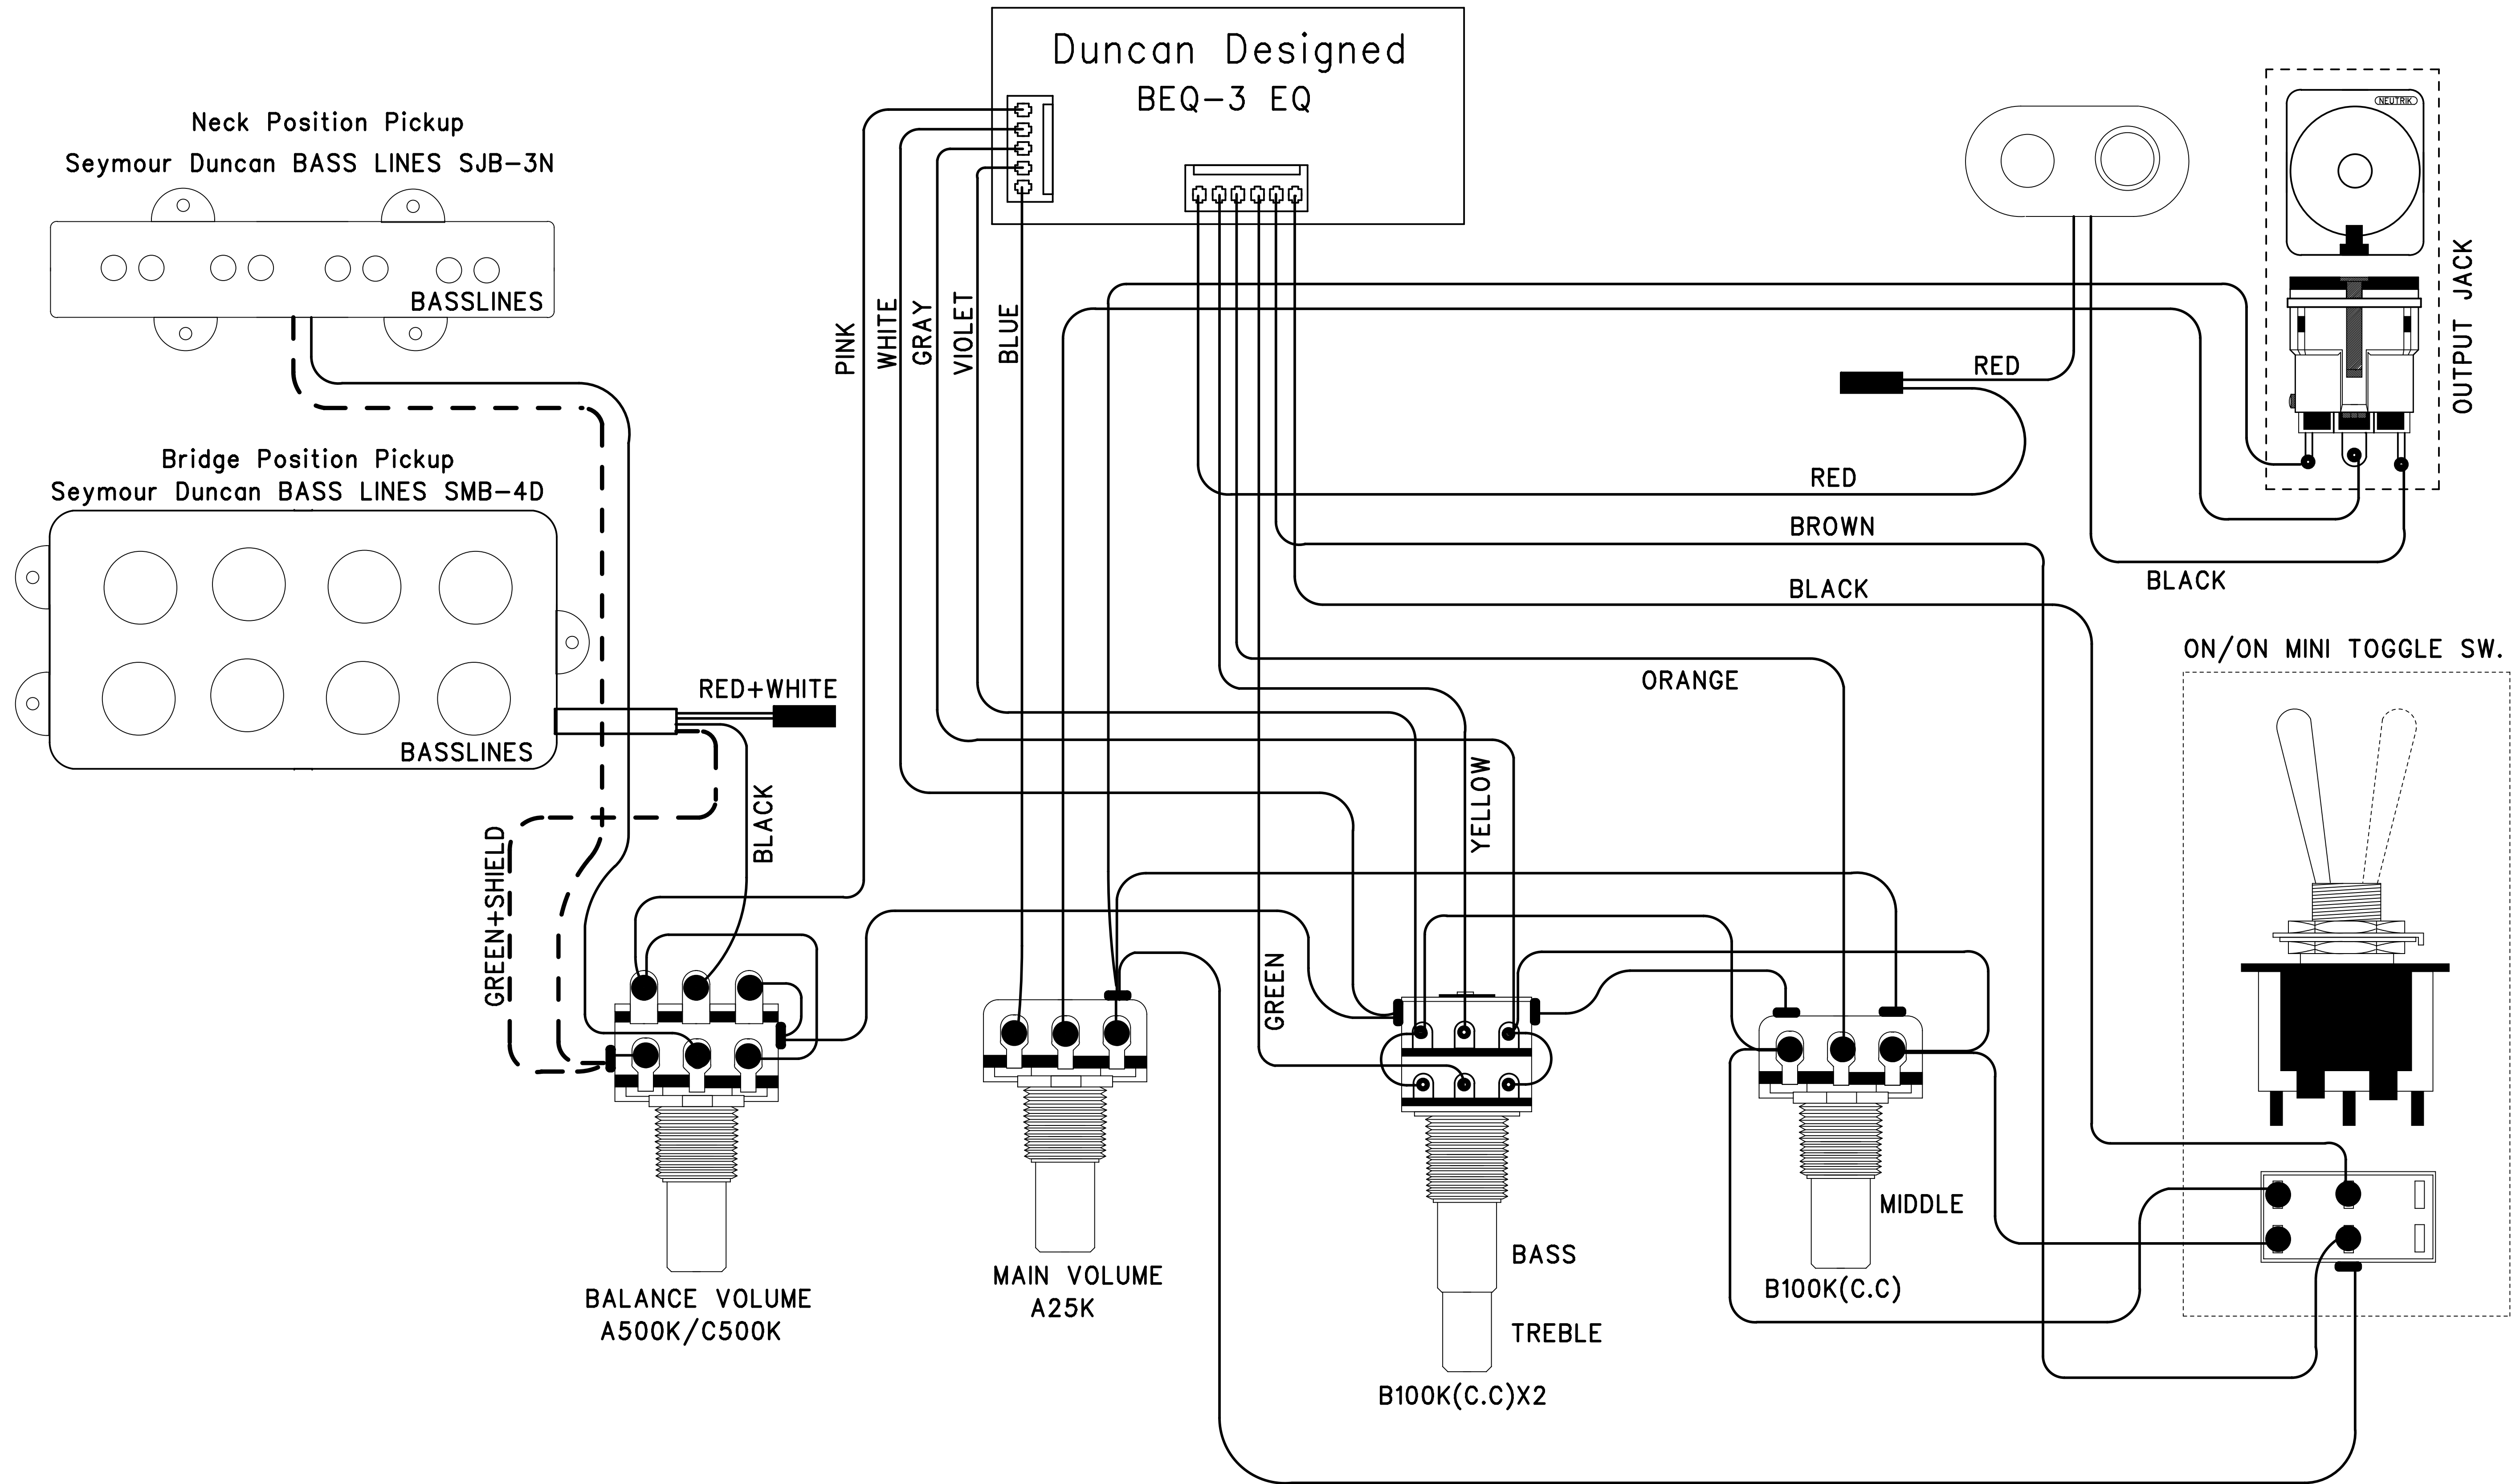 Duncan Designed
BEQ-3 EQ
Neck Position Pickup
Seymour Duncan BASS LINES SJB-3N
BASSLINES
Bridge Position Pickup
Seymour Duncan BASS LINES SMB-4D
BASSLINES
RED+WHITE
BLACK
GREEN+SHIELD
PINK
WHITE
GRAY
VIOLET
BLUE
NEUTRIK
OUTPUT JACK
RED
RED
BROWN
BLACK
BLACK
ORANGE
YELLOW
GREEN
ON/ON MINI TOGGLE SW.
BALANCE VOLUME
A500K/C500K
MAIN VOLUME
A25K
BASS
TREBLE
B100K(C.C)X2
MIDDLE
B100K(C.C)